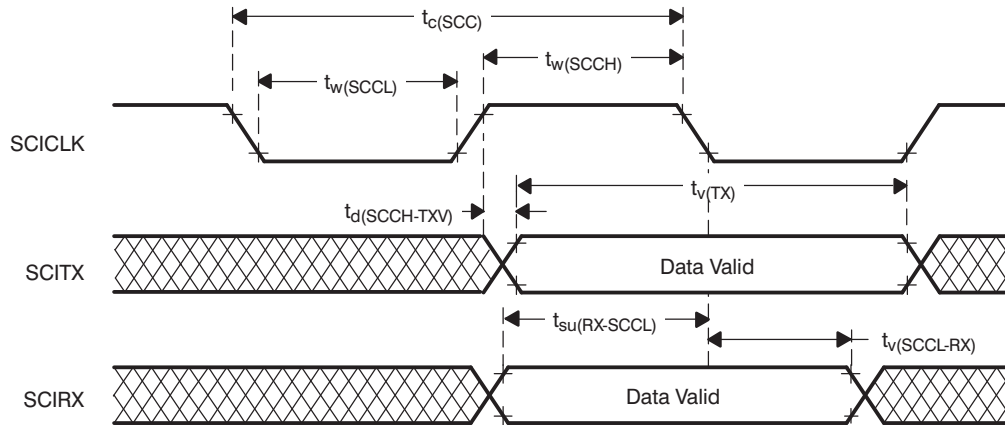 tc(SCC)
tw(SCCH)
tw(SCCL)
SCICLK
tv(TX)
td(SCCH-TXV)
SCITX
Data Valid
tsu(RX-SCCL)
tv(SCCL-RX)
SCIRX
Data Valid